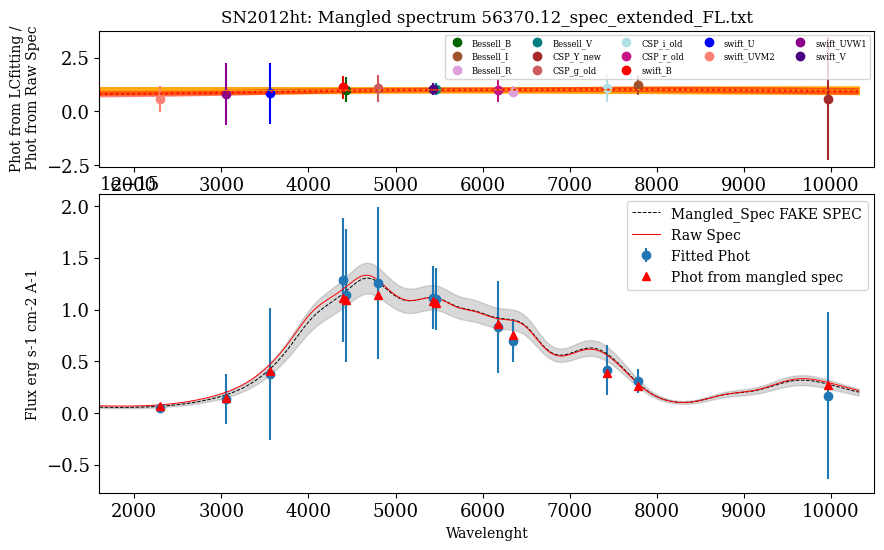 SN2012ht: Mangled spectrum 56370.12_spec_extended_FL.txt
Phot from LCfitting /
Phot from Raw Spec
2.5
0.0
−2.5
Bessell_B Bessell_V CSP_i_old swift_U swift_UVW1
Bessell_I CSP_Y_new CSP_r_old swift_UVM2 swift_V
Bessell_R CSP_g_old swift_B
2000 3000 4000 5000 6000 7000 8000 9000 10000
1e−15
Flux erg s-1 cm-2 A-1
2.0
1.5
1.0
0.5
0.0
−0.5
Mangled_Spec FAKE SPEC
Raw Spec
Fitted Phot
Phot from mangled spec
2000 3000 4000 5000 6000 7000 8000 9000 10000
Wavelenght